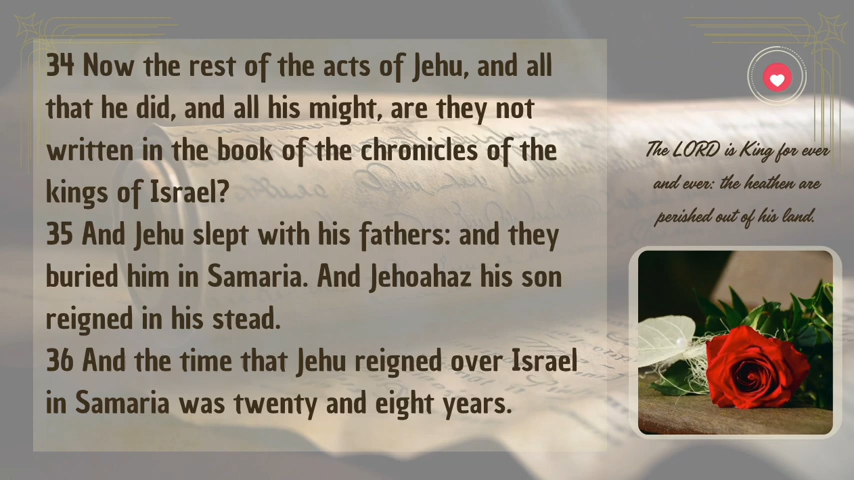 34 Now the rest of the acts of Jehu, and all
that he did, and all his might, are they not
written in the book of the chronicles of the
kings of Israel?
35 And Jehu slept with his fathers: and they
buried him in Samaria. And Jehoahaz his son
reigned in his stead.
36 And the time that Jehu reigned over Israel
in Samaria was twenty and eight years.
The LORD is King for ever
and ever: the heathen are
perished out of his land.